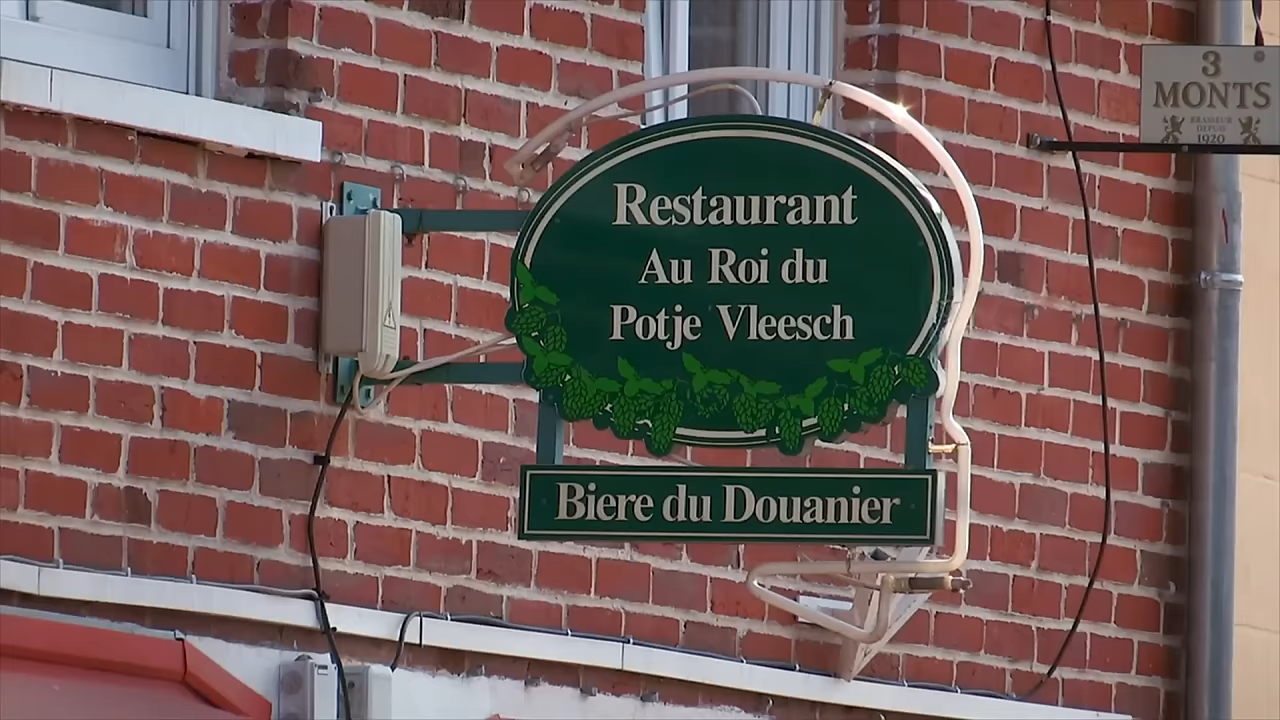 Restaurant
Au Roi du
Potje Vleesch
Biere du Douanier
3
MONTS
BRASSEUR
DEPUIS
1920